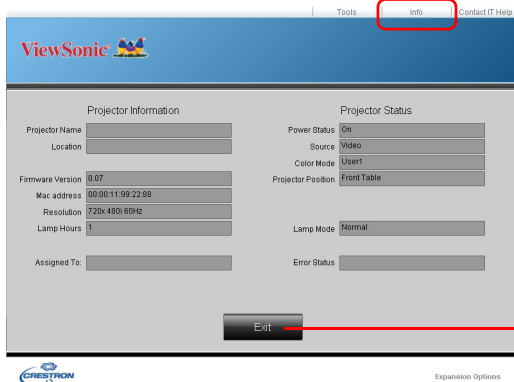 Tools Info Contact IT Help
ViewSonic
Projector Information
Projector Name
Location
Firmware Version 0.07
Mac address 00:00:11:99:22:88
Resolution 720x 480i 60Hz
Lamp Hours 1
Assigned To:
Projector Status
Power Status On
Source Video
Color Mode User1
Projector Position Front Table
Lamp Mode Normal
Error Status
Exit
CRESTRON
Expansion Options